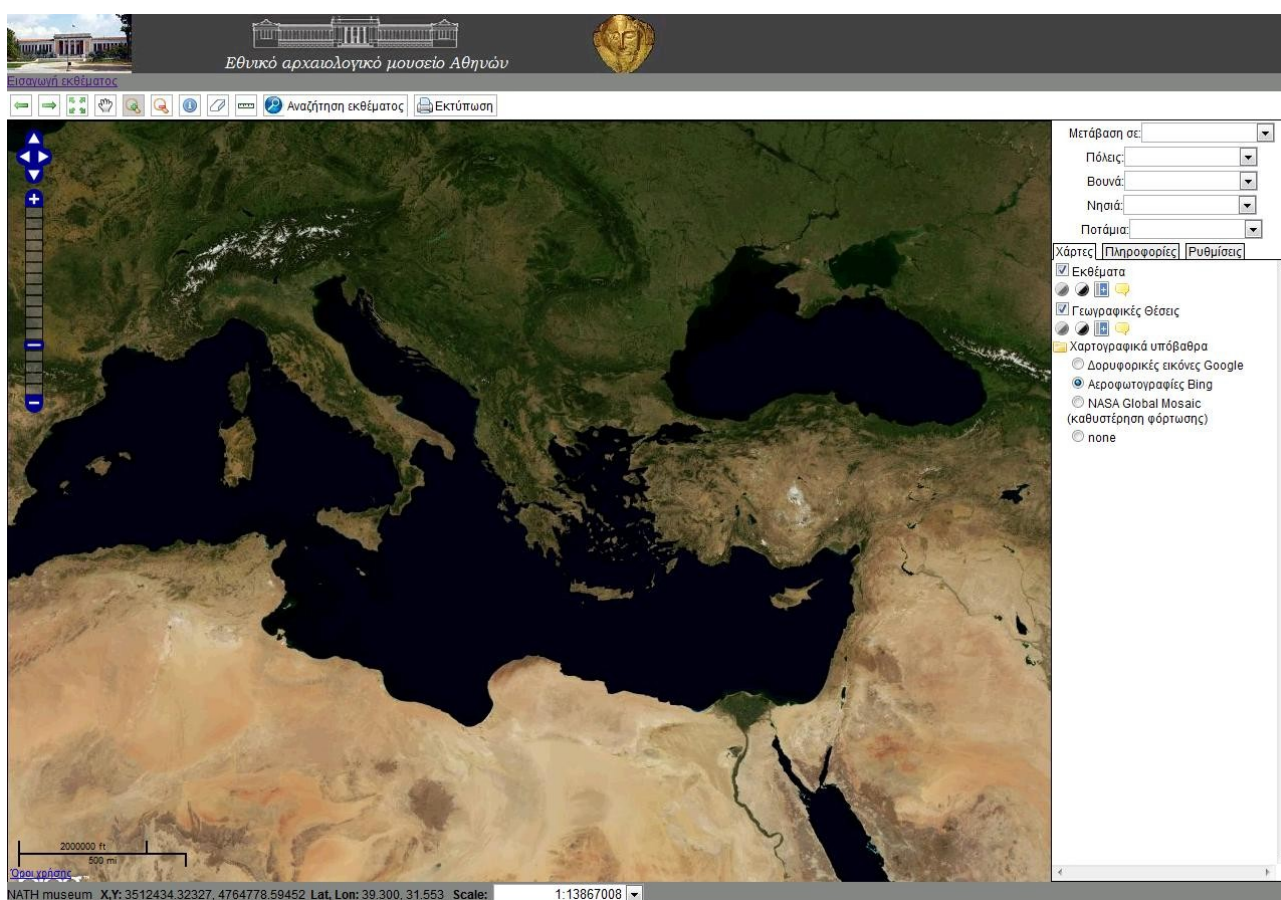 Εθνικό αρχαιολογικό μουσείο Αθηνών
Εισαγωγή εκθέματος
Αναζήτηση εκθέματος Εκτύπωση
Μετάβαση σε:
Πόλεις:
Βουνά:
Νησιά:
Ποτάμια:
Χάρτες Πληροφορίες Ρυθμίσεις
Εκθέματα
Γεωγραφικές Θέσεις
Χαρτογραφικά υπόβαθρα
Δορυφορικές εικόνες Google
Αεροφωτογραφίες Bing
NASA Global Mosaic
(καθυστέρηση φόρτωσης)
none
2000000 ft
500 mi
Όροι χρήσης
NATH museum X,Y: 3512434.32327, 4764778.59452 Lat, Lon: 39.300, 31.553 Scale: 1:13867008